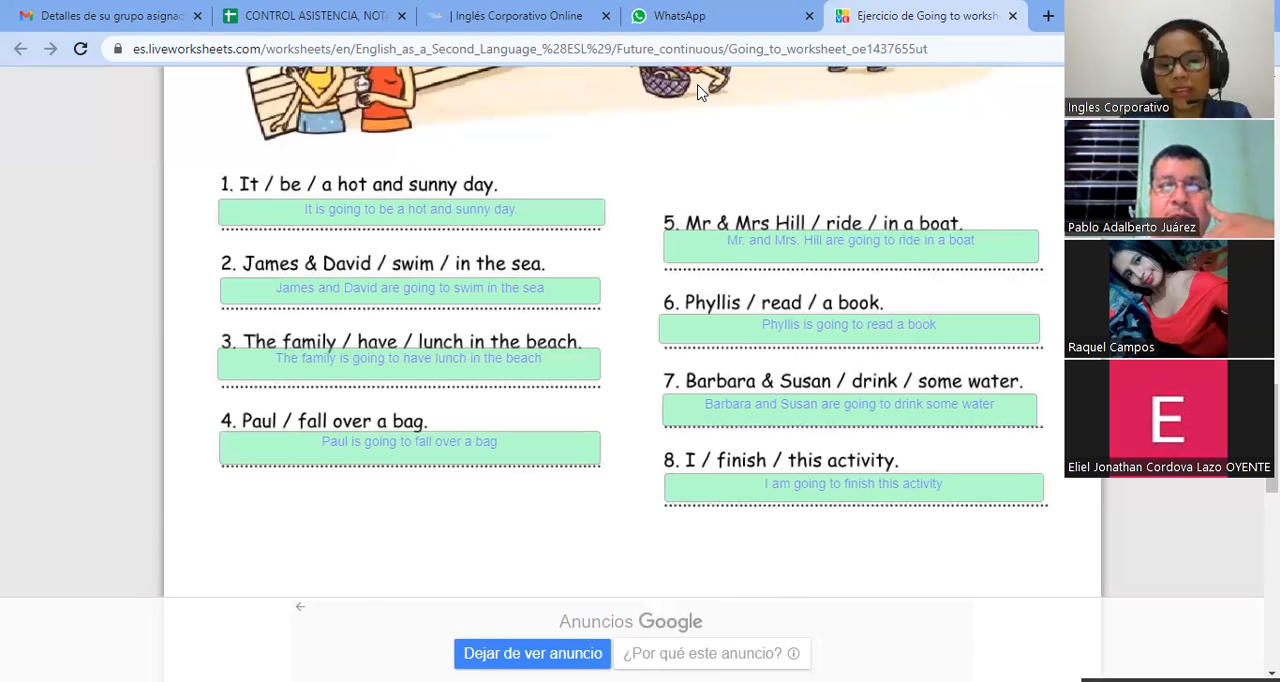 Detalles de su grupo asignad
CONTROL ASISTENCIA, NOTA
| Inglés Corporativo Online
WhatsApp
Ejercicio de Going to worksh
es.liveworksheets.com/worksheets/en/English_as_a_Second_Language_%28ESL%29/Future_continuous/Going_to_worksheet_oe1437655ut
1. It / be / a hot and sunny day.
It is going to be a hot and sunny day.
2. James & David / swim / in the sea.
James and David are going to swim in the sea
3. The family / have / lunch in the beach.
The family is going to have lunch in the beach
4. Paul / fall over a bag.
Paul is going to fall over a bag
5. Mr & Mrs Hill / ride / in a boat.
Mr. and Mrs. Hill are going to ride in a boat
6. Phyllis / read / a book.
Phyllis is going to read a book
7. Barbara & Susan / drink / some water.
Barbara and Susan are going to drink some water
8. I / finish / this activity.
I am going to finish this activity
Anuncios Google
Dejar de ver anuncio
¿Por qué este anuncio?
Ingles Corporativo
Pablo Adalberto Juárez
Raquel Campos
E
Eliel Jonathan Cordova Lazo OYENTE